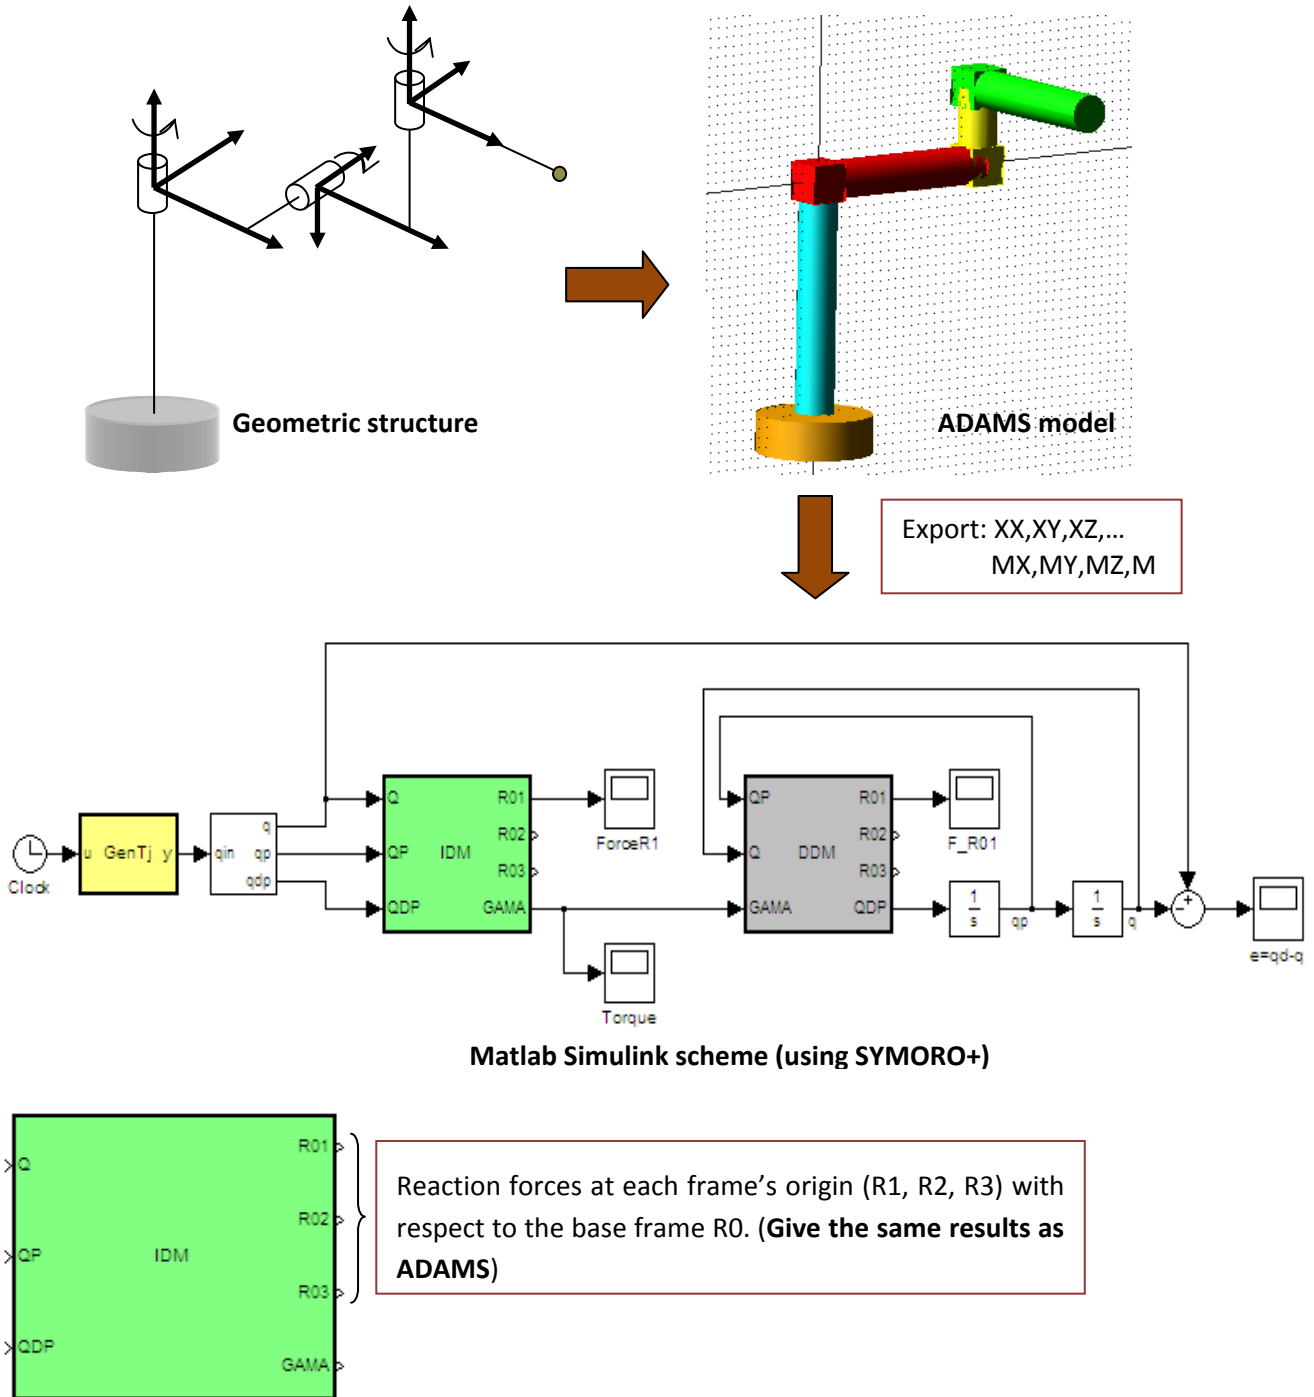 Geometric structure
ADAMS model
Export: XX,XY,XZ,...
MX,MY,MZ,M
Clock
u GenTj y
qin
q
qp
qdp
Q
QP
QDP
IDM
R01
R02
R03
GAMA
ForceR1
Torque
QP
Q
GAMA
DDM
R01
R02
R03
QDP
F_R01
1
s
qp
1
s
q
+
-
e=qd-q
Matlab Simulink scheme (using SYMORO+)
Q
QP
QDP
IDM
R01
R02
R03
GAMA
Reaction forces at each frame's origin (R1, R2, R3) with
respect to the base frame R0. (Give the same results as
ADAMS)